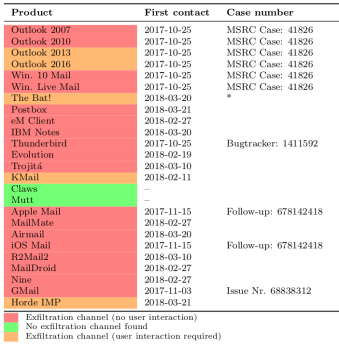 Product First contact Case number
Outlook 2007 2017-10-25 MSRC Case: 41826
Outlook 2010 2017-10-25 MSRC Case: 41826
Outlook 2013 2017-10-25 MSRC Case: 41826
Outlook 2016 2017-10-25 MSRC Case: 41826
Win. 10 Mail 2017-10-25 MSRC Case: 41826
Win. Live Mail 2017-10-25 MSRC Case: 41826
The Bat! 2018-03-20 *
Postbox 2018-03-21
eM Client 2018-02-27
IBM Notes 2018-03-20
Thunderbird 2017-10-25 Bugtracker: 1411592
Evolution 2018-02-19
Trojitá 2018-03-10
KMail 2018-02-11
Claws –
Mutt –
Apple Mail 2017-11-15 Follow-up: 678142418
MailMate 2018-02-27
Airmail 2018-03-20
iOS Mail 2017-11-15 Follow-up: 678142418
R2Mail2 2018-03-10
MailDroid 2018-02-27
Nine 2018-02-27
GMail 2017-11-03 Issue Nr. 68838312
Horde IMP 2018-03-21
Exfiltration channel (no user interaction)
No exfiltration channel found
Exfiltration channel (user interaction required)